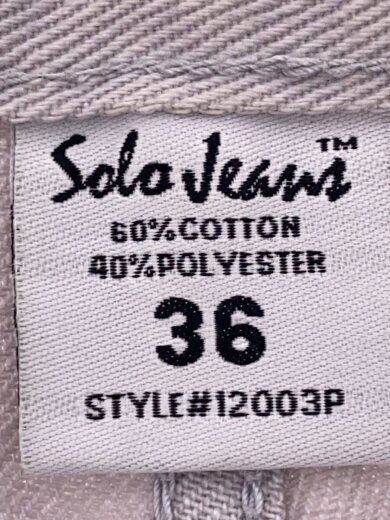 Solo Jeans™
60% COTTON
40% POLYESTER
36
STYLE#12003P